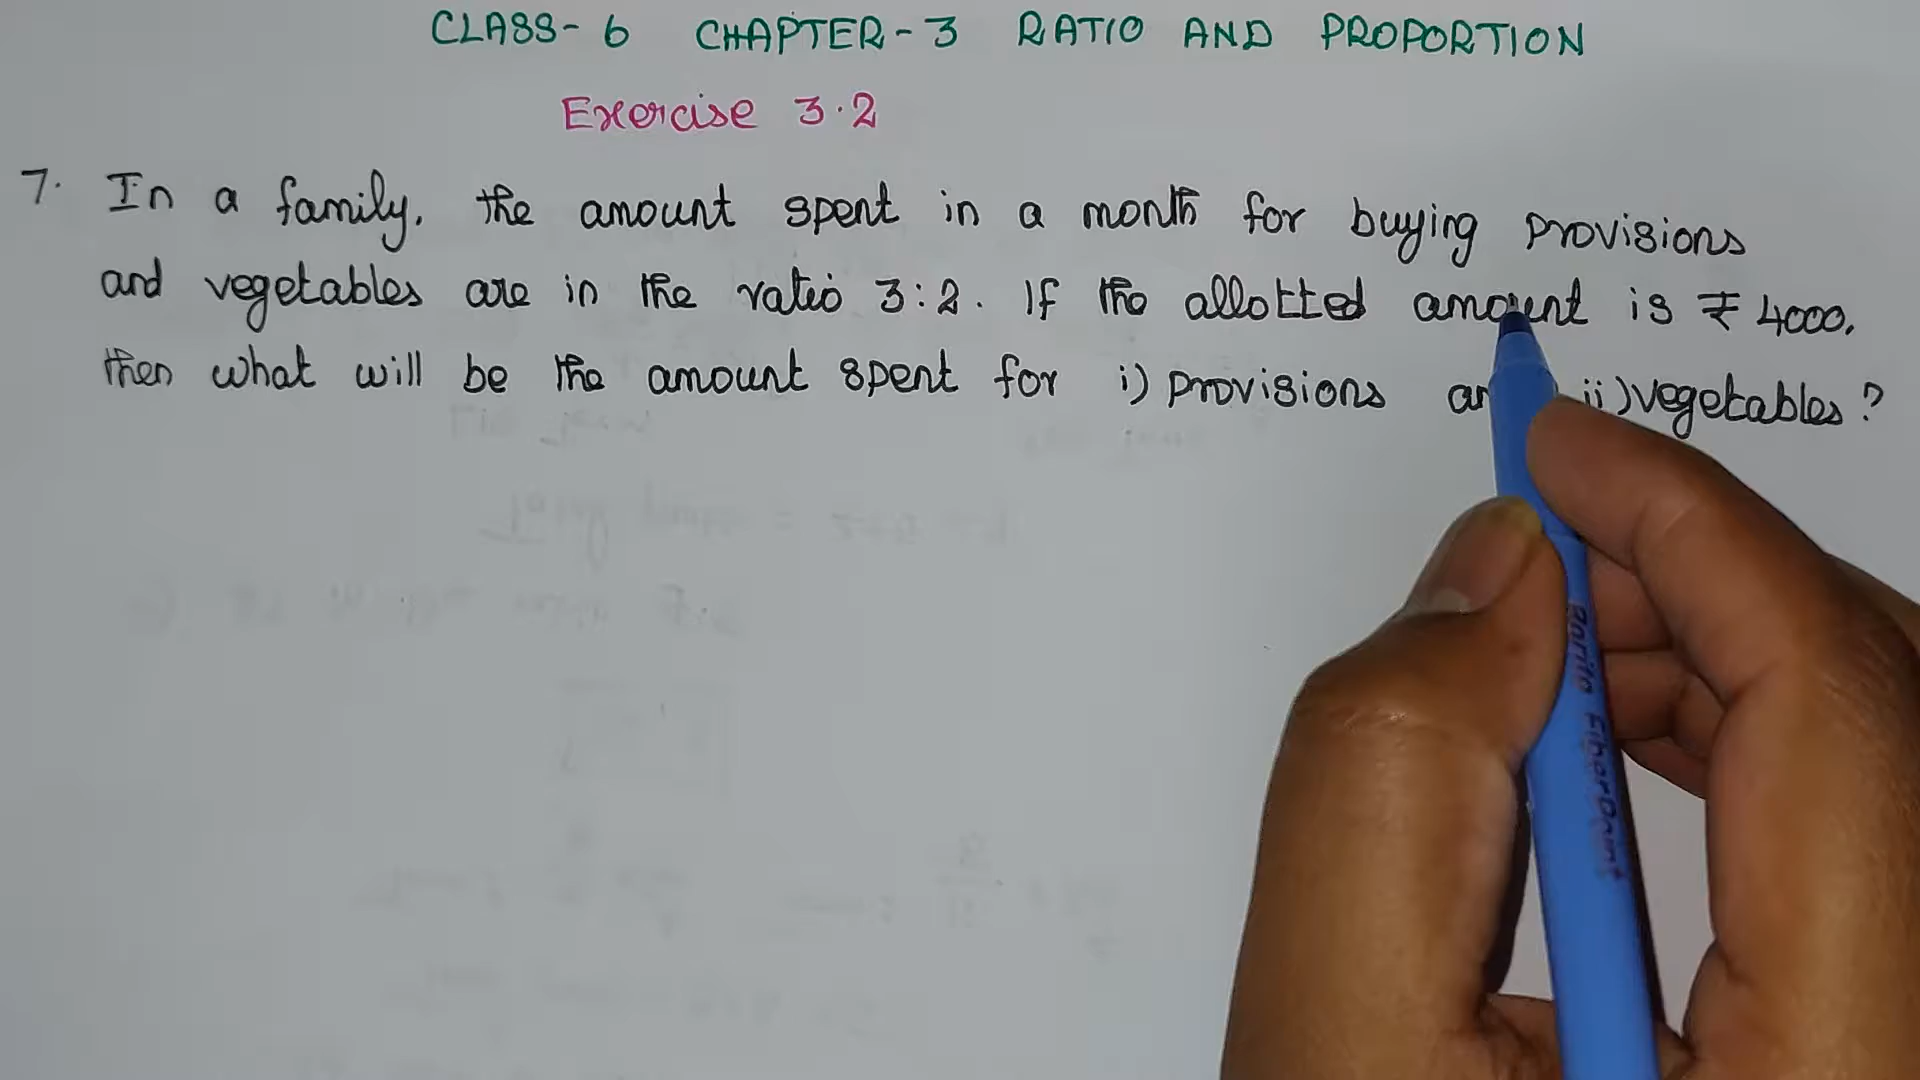 CLASS-6 CHAPTER-3 RATIO AND PROPORTION
Exercise 3.2
7. In a family, the amount spent in a month for buying provisions
and vegetables are in the ratio 3:2. If the allotted amount is ₹ 4000,
then what will be the amount spent for i) provisions ii) vegetables?